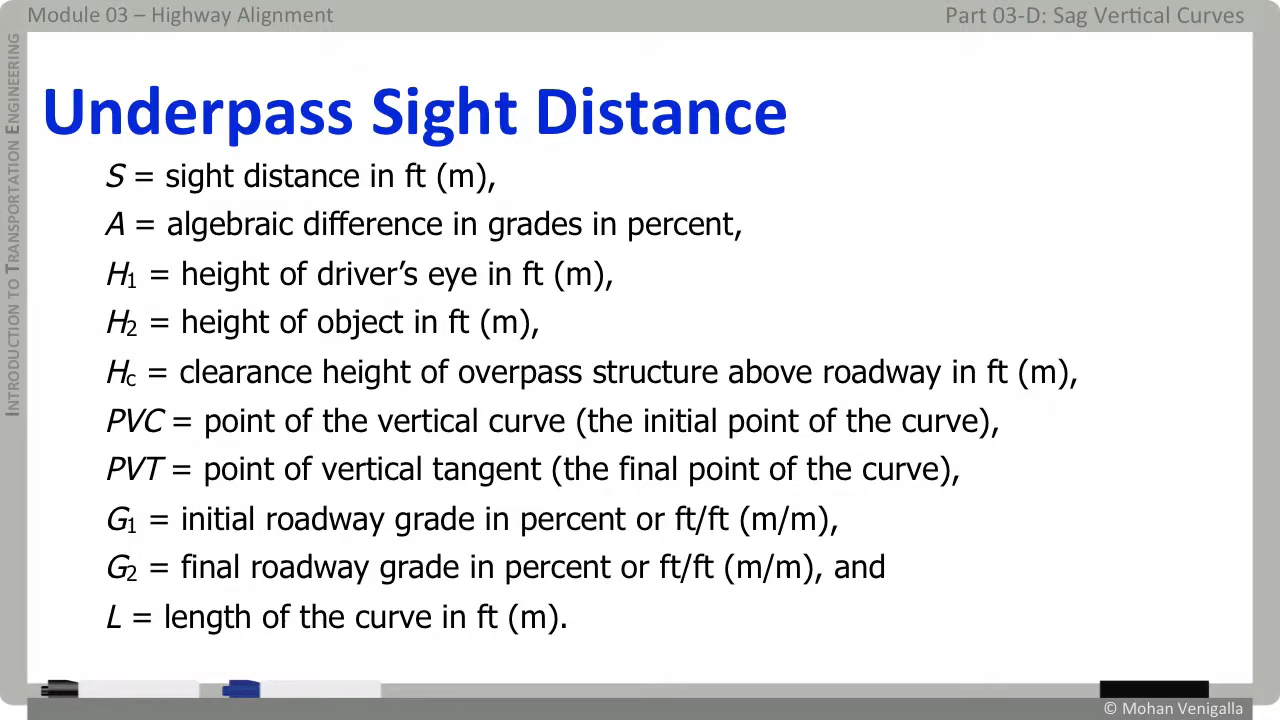 Module 03 – Highway Alignment
Part 03-D: Sag Vertical Curves
INTRODUCTION TO TRANSPORTATION ENGINEERING
Underpass Sight Distance
S = sight distance in ft (m),
A = algebraic difference in grades in percent,
H1 = height of driver’s eye in ft (m),
H2 = height of object in ft (m),
Hc = clearance height of overpass structure above roadway in ft (m),
PVC = point of the vertical curve (the initial point of the curve),
PVT = point of vertical tangent (the final point of the curve),
G1 = initial roadway grade in percent or ft/ft (m/m),
G2 = final roadway grade in percent or ft/ft (m/m), and
L = length of the curve in ft (m).
© Mohan Venigalla